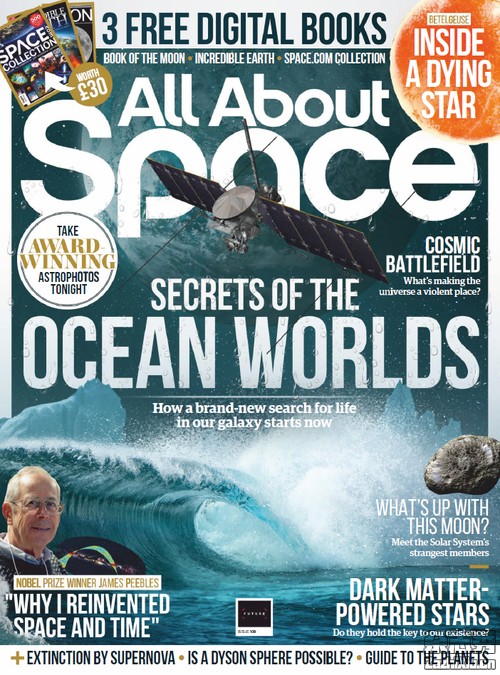 3 FREE DIGITAL BOOKS
BOOK OF THE MOON • INCREDIBLE EARTH • SPACE.COM COLLECTION
SPACE
COLLECTION
WORTH
£30
BETELGEUSE
INSIDE
A DYING
STAR
All About
Space
TAKE
AWARD-
WINNING
ASTROPHOTOS
TONIGHT
COSMIC
BATTLEFIELD
What's making the
universe a violent place?
SECRETS OF THE
OCEAN WORLDS
How a brand-new search for life
in our galaxy starts now
WHAT'S UP WITH
THIS MOON?
Meet the Solar System's
strangest members
NOBEL PRIZE WINNER JAMES PEEBLES
"WHY I REINVENTED
SPACE AND TIME"
FUTURE
ISSUE 109
DARK MATTER-
POWERED STARS
Do they hold the key to our existence?
+ EXTINCTION BY SUPERNOVA • IS A DYSON SPHERE POSSIBLE? • GUIDE TO THE PLANETS